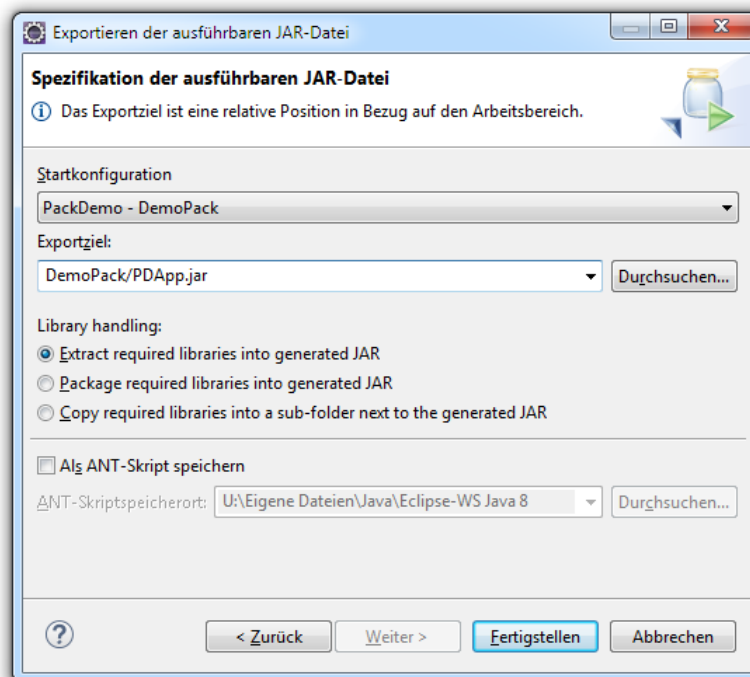 Exportieren der ausführbaren JAR-Datei
Spezifikation der ausführbaren JAR-Datei
Das Exportziel ist eine relative Position in Bezug auf den Arbeitsbereich.
Startkonfiguration
PackDemo - DemoPack
Exportziel:
DemoPack/PDApp.jar Durchsuchen...
Library handling:
Extract required libraries into generated JAR
Package required libraries into generated JAR
Copy required libraries into a sub-folder next to the generated JAR
Als ANT-Skript speichern
ANT-Skriptspeicherort: U:\Eigene Dateien\Java\Eclipse-WS Java 8 Durchsuchen...
? < Zurück Weiter > Fertigstellen Abbrechen